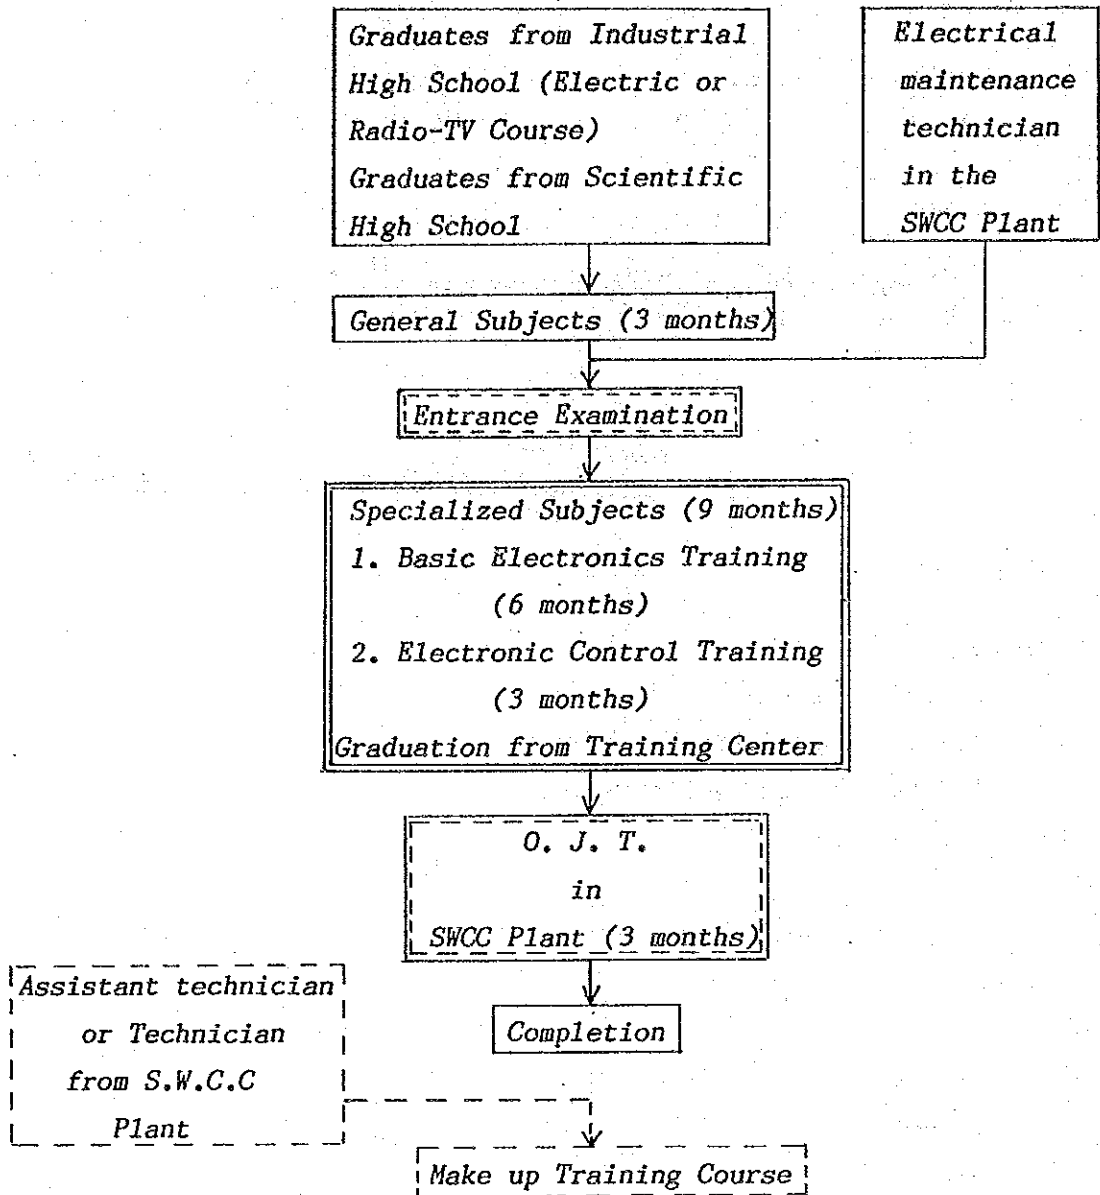 Graduates from Industrial
High School (Electric or
Radio-TV Course)
Graduates from Scientific
High School
Electrical
maintenance
technician
in the
SWCC Plant
General Subjects (3 months)
Entrance Examination
Specialized Subjects (9 months)
1. Basic Electronics Training
(6 months)
2. Electronic Control Training
(3 months)
Graduation from Training Center
O. J. T.
in
SWCC Plant (3 months)
Assistant technician
or Technician
from S.W.C.C
Plant
Completion
Make up Training Course